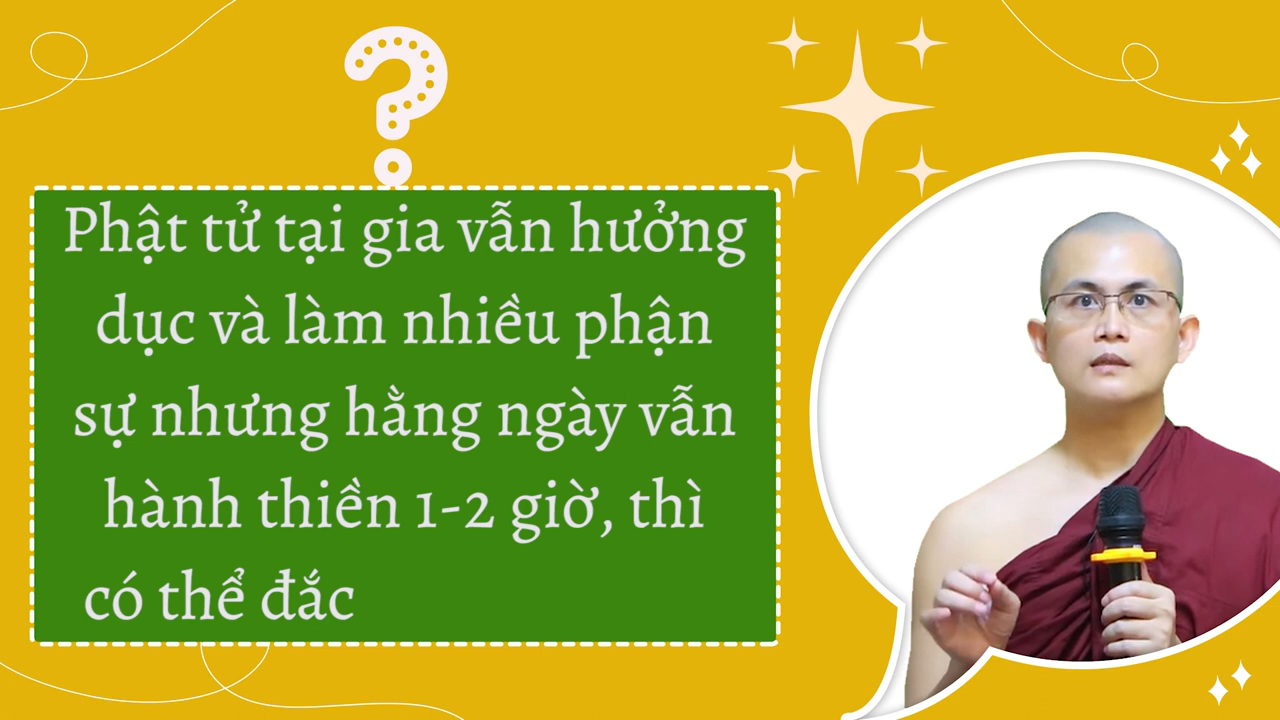 Phật tử tại gia vẫn hưởng
dục và làm nhiều phận
sự nhưng hằng ngày vẫn
hành thiền 1-2 giờ, thì
có thể đắc